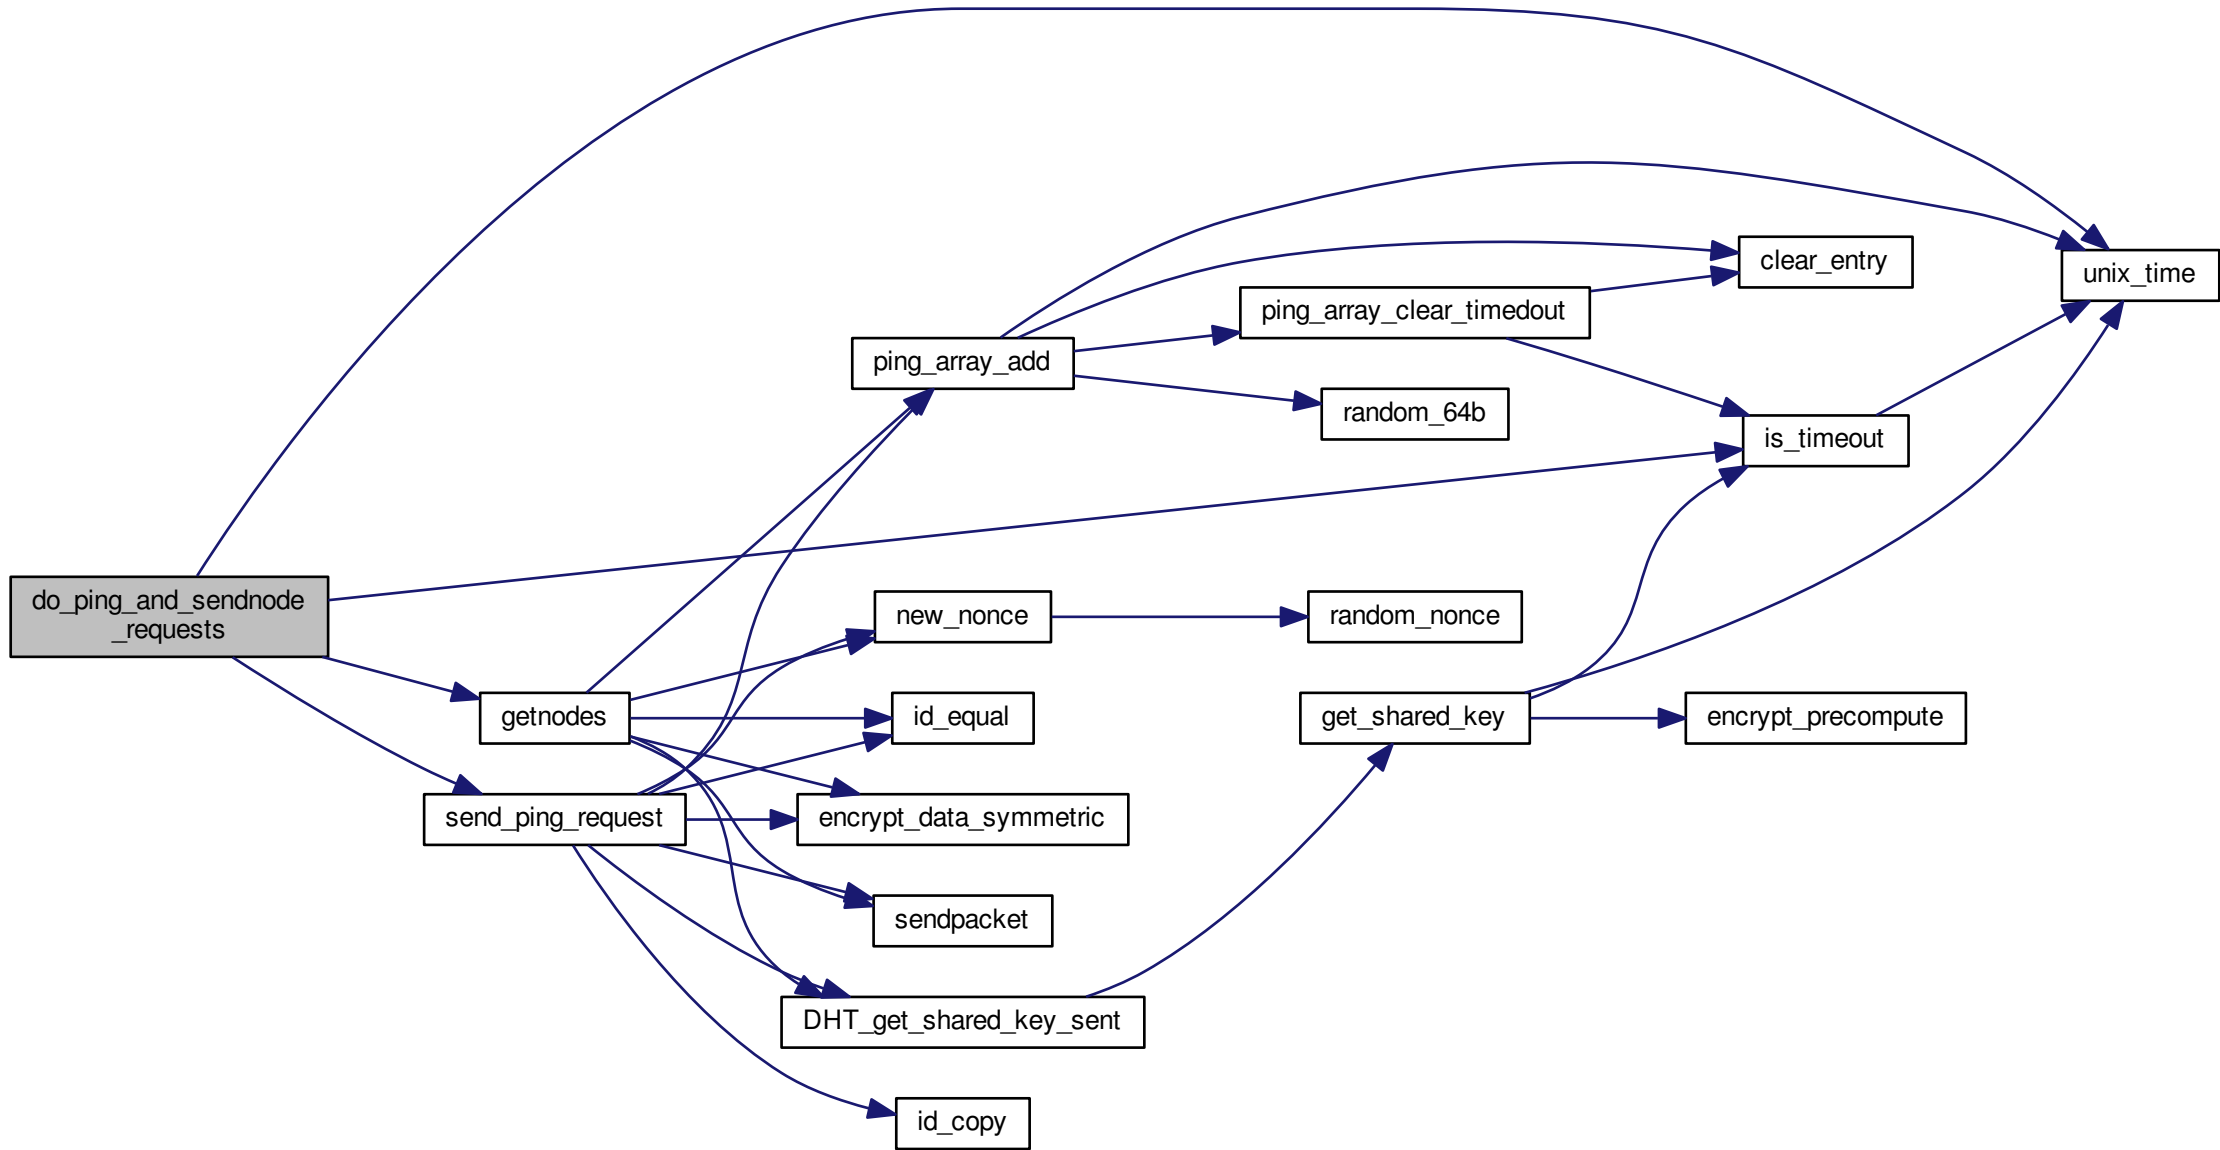 do_ping_and_sendnode
_requests
getnodes
send_ping_request
ping_array_add
new_nonce
id_equal
encrypt_data_symmetric
sendpacket
DHT_get_shared_key_sent
id_copy
ping_array_clear_timedout
random_64b
random_nonce
get_shared_key
clear_entry
is_timeout
encrypt_precompute
unix_time